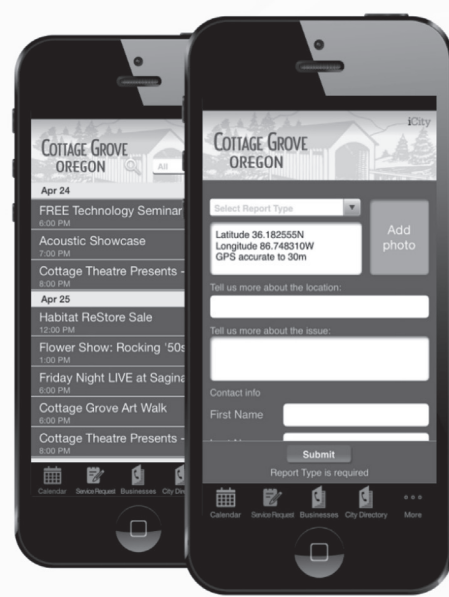 COTTAGE GROVE
OREGON
All
Apr 24
FREE Technology Seminar
6:00 PM
Acoustic Showcase
7:00 PM
Cottage Theatre Presents -
8:00 PM
Apr 25
Habitat ReStore Sale
12:00 PM
Flower Show: Rocking '50s
1:00 PM
Friday Night LIVE at Sagina
6:00 PM
Cottage Grove Art Walk
6:00 PM
Cottage Theatre Presents -
8:00 PM
Calendar Service Request Businesses City Dire
iCity
COTTAGE GROVE
OREGON
Select Report Type
Add
photo
Latitude 36.182555N
Longitude 86.748310W
GPS accurate to 30m
Tell us more about the location:
Tell us more about the issue:
Contact info
First Name
Submit
Report Type is required
Calendar Service Request Businesses City Directory More